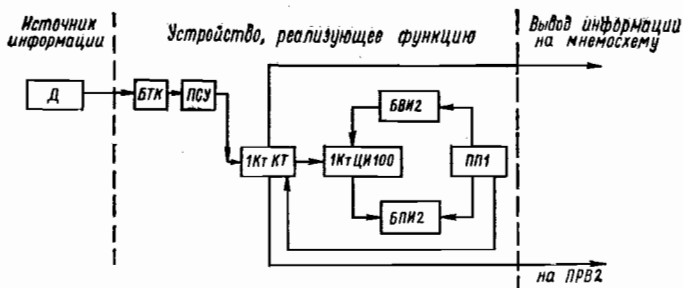 Источник
информации
Устройство, реализующее функцию
Вывод информации
на мнемосхему
Д
БТК
ПСУ
БВИ2
1Кт КТ
1Кт ЦИ100
ПП1
БПИ2
на ПРВ2